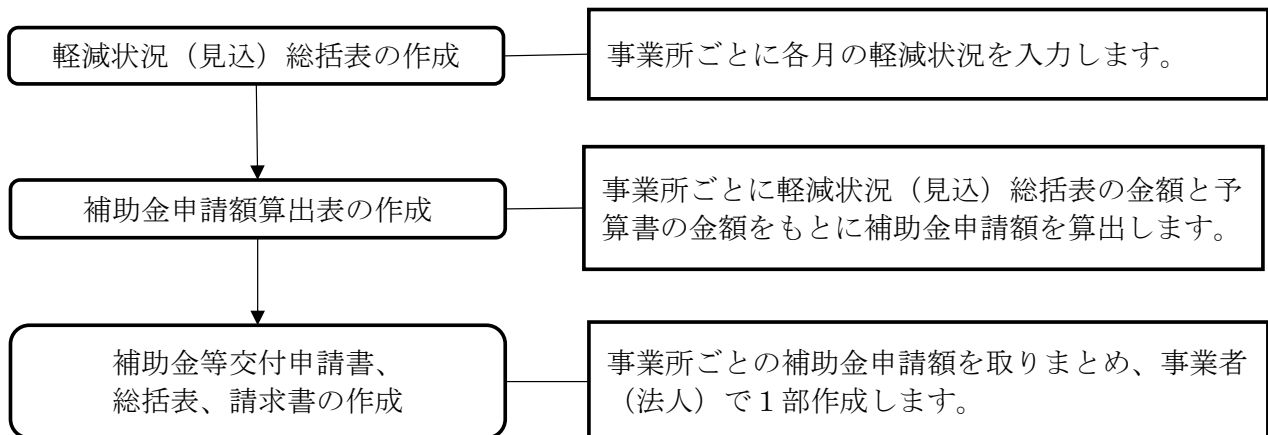 軽減状況（見込）総括表の作成
事業所ごとに各月の軽減状況を入力します。
補助金申請額算出表の作成
事業所ごとに軽減状況（見込）総括表の金額と予
算書の金額をもとに補助金申請額を算出します。
補助金等交付申請書、
総括表、請求書の作成
事業所ごとの補助金申請額を取りまとめ、事業者
（法人）で１部作成します。